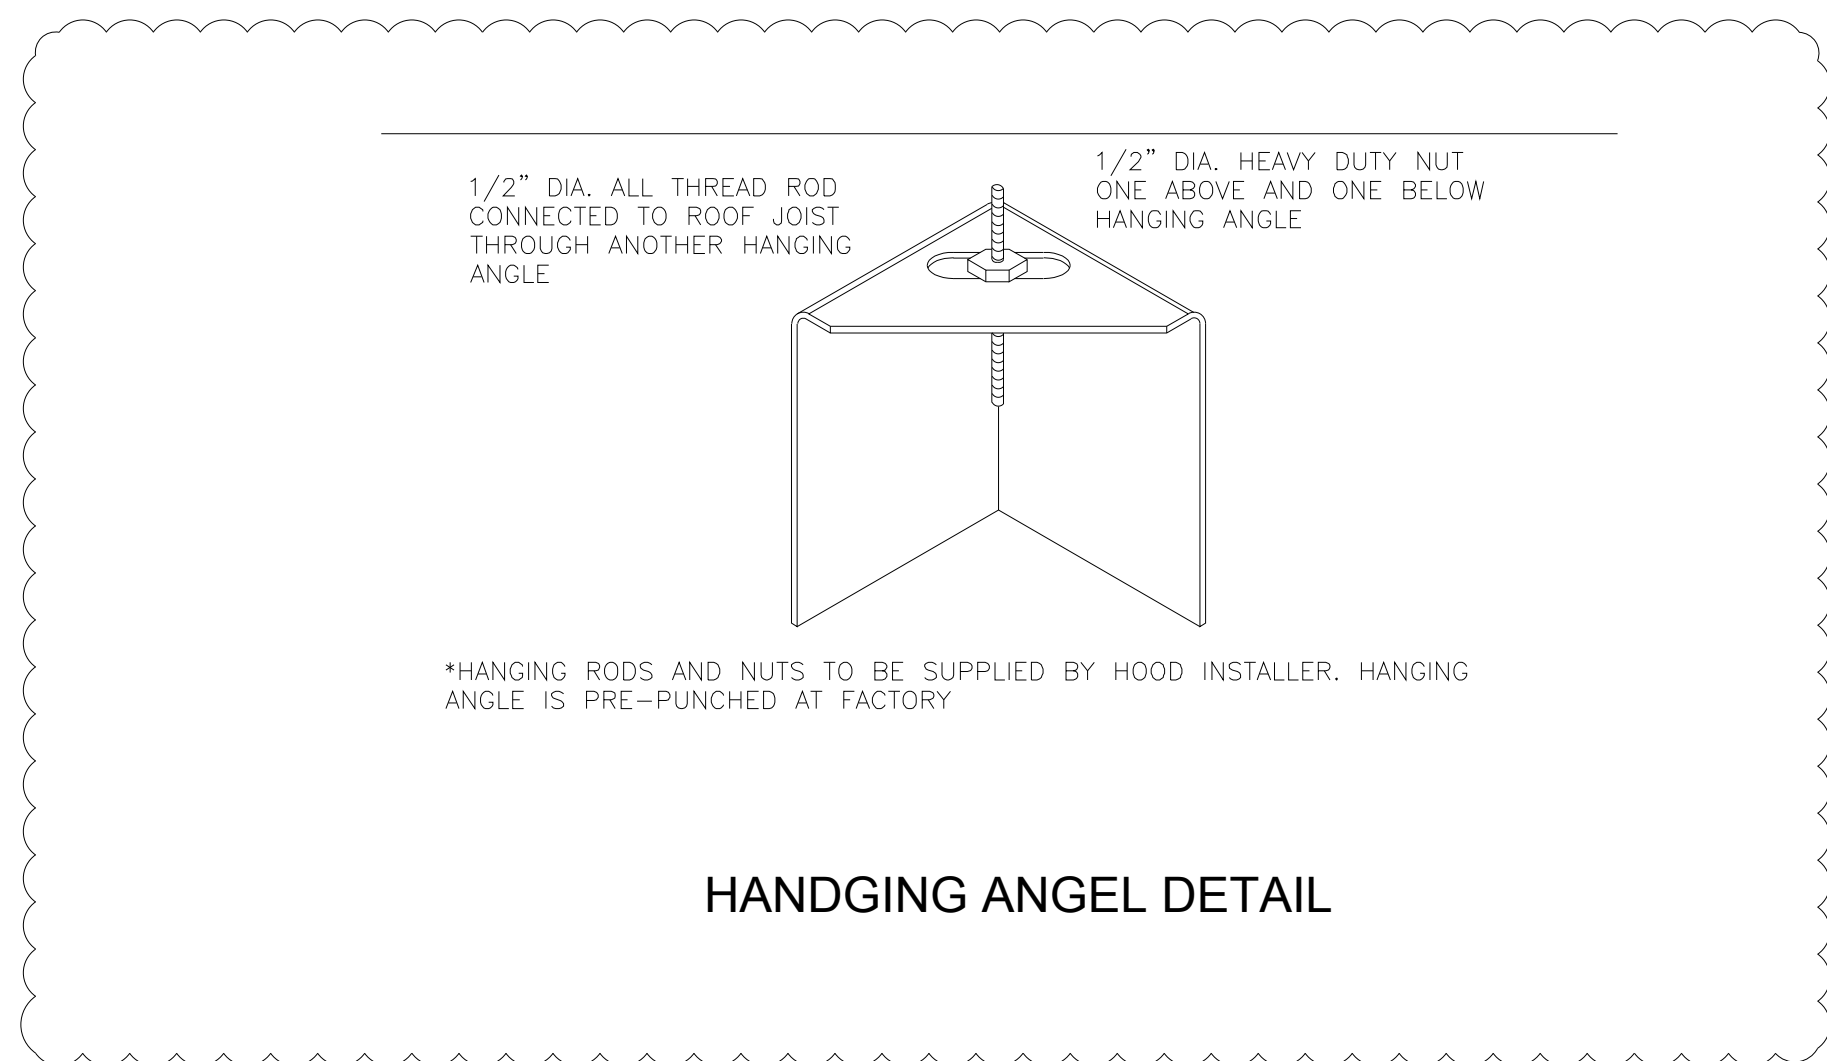 1/2” DIA. ALL THREAD ROD
CONNECTED TO ROOF JOIST
THROUGH ANOTHER HANGING
ANGLE
1/2” DIA. HEAVY DUTY NUT
ONE ABOVE AND ONE BELOW
HANGING ANGLE
*HANGING RODS AND NUTS TO BE SUPPLIED BY HOOD INSTALLER. HANGING
ANGLE IS PRE-PUNCHED AT FACTORY
HANDGING ANGEL DETAIL